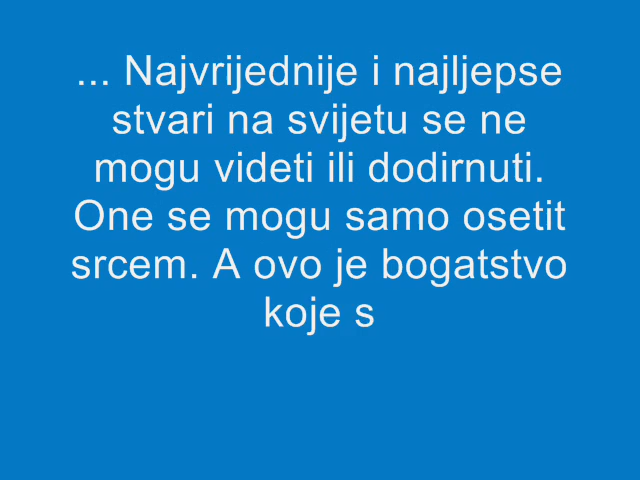 ... Najvrijednije i najljepse
stvari na svijetu se ne
mogu videti ili dodirnuti.
One se mogu samo osetit
srcem. A ovo je bogatstvo
koje s